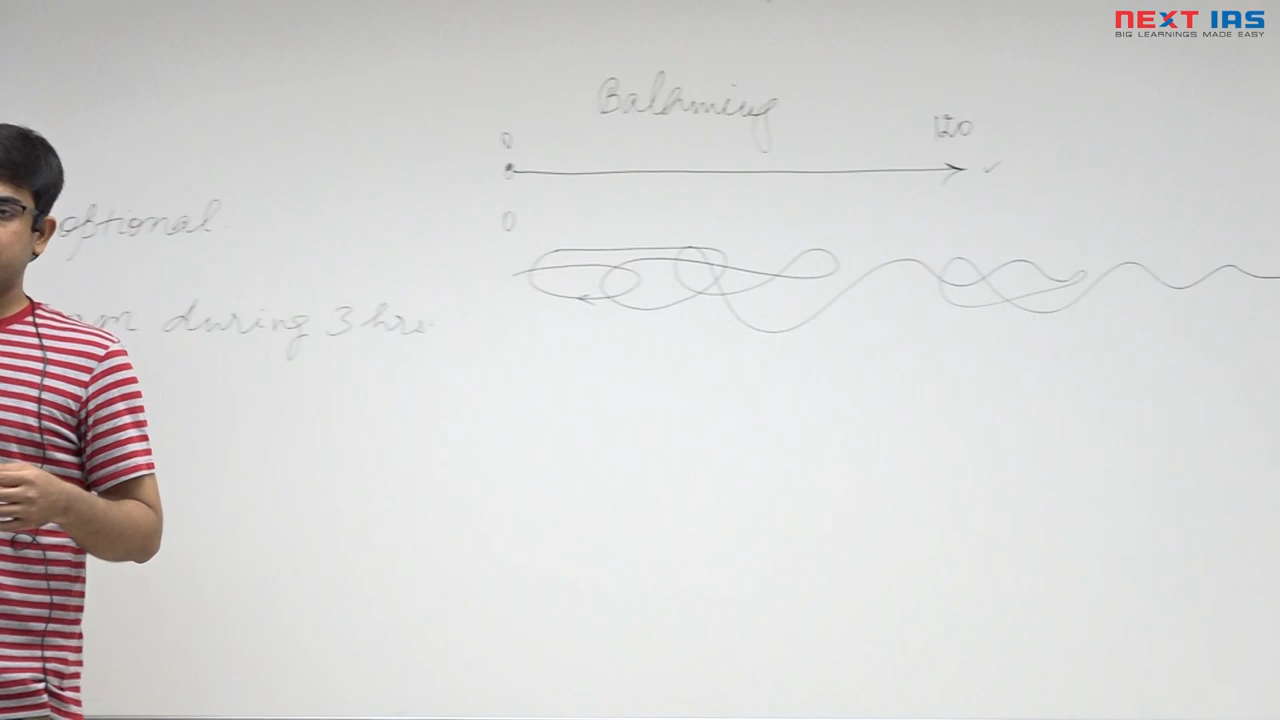 NEXT IAS
BIG LEARNINGS MADE EASY
Balancing
0
120
0
optional
during 3 hrs.